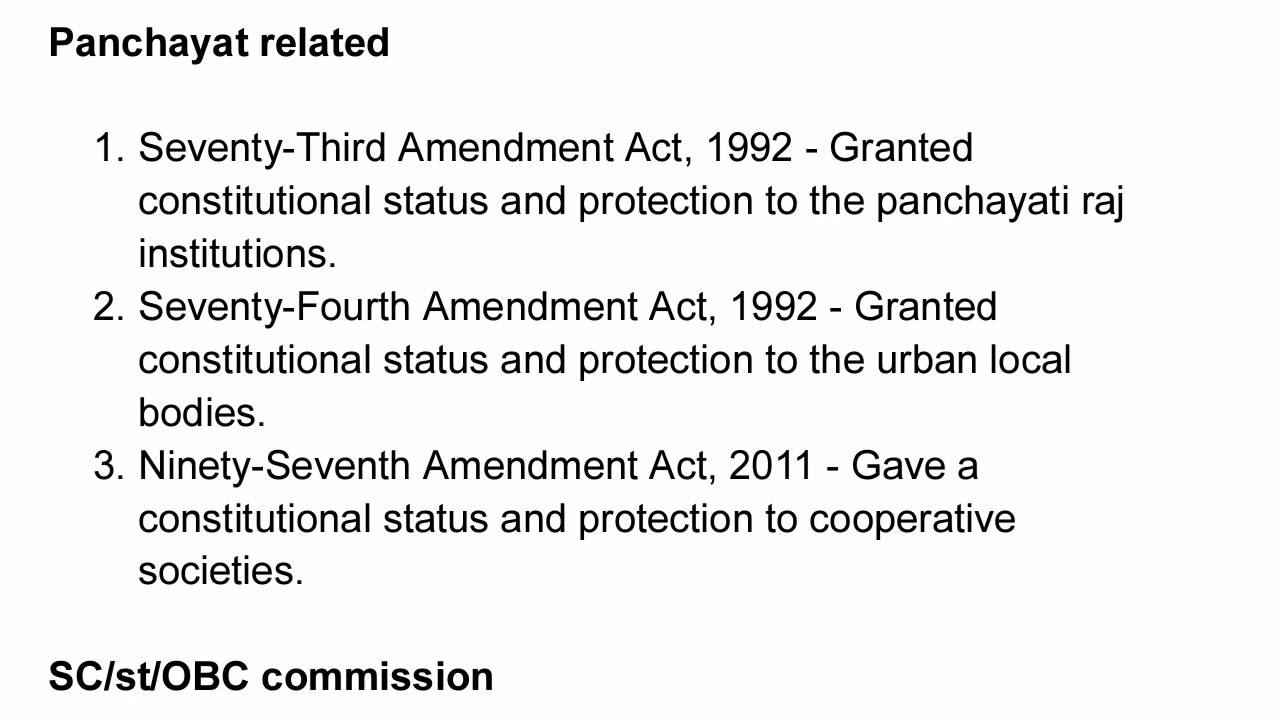 Panchayat related
1. Seventy-Third Amendment Act, 1992 - Granted
constitutional status and protection to the panchayati raj
institutions.
2. Seventy-Fourth Amendment Act, 1992 - Granted
constitutional status and protection to the urban local
bodies.
3. Ninety-Seventh Amendment Act, 2011 - Gave a
constitutional status and protection to cooperative
societies.
SC/st/OBC commission